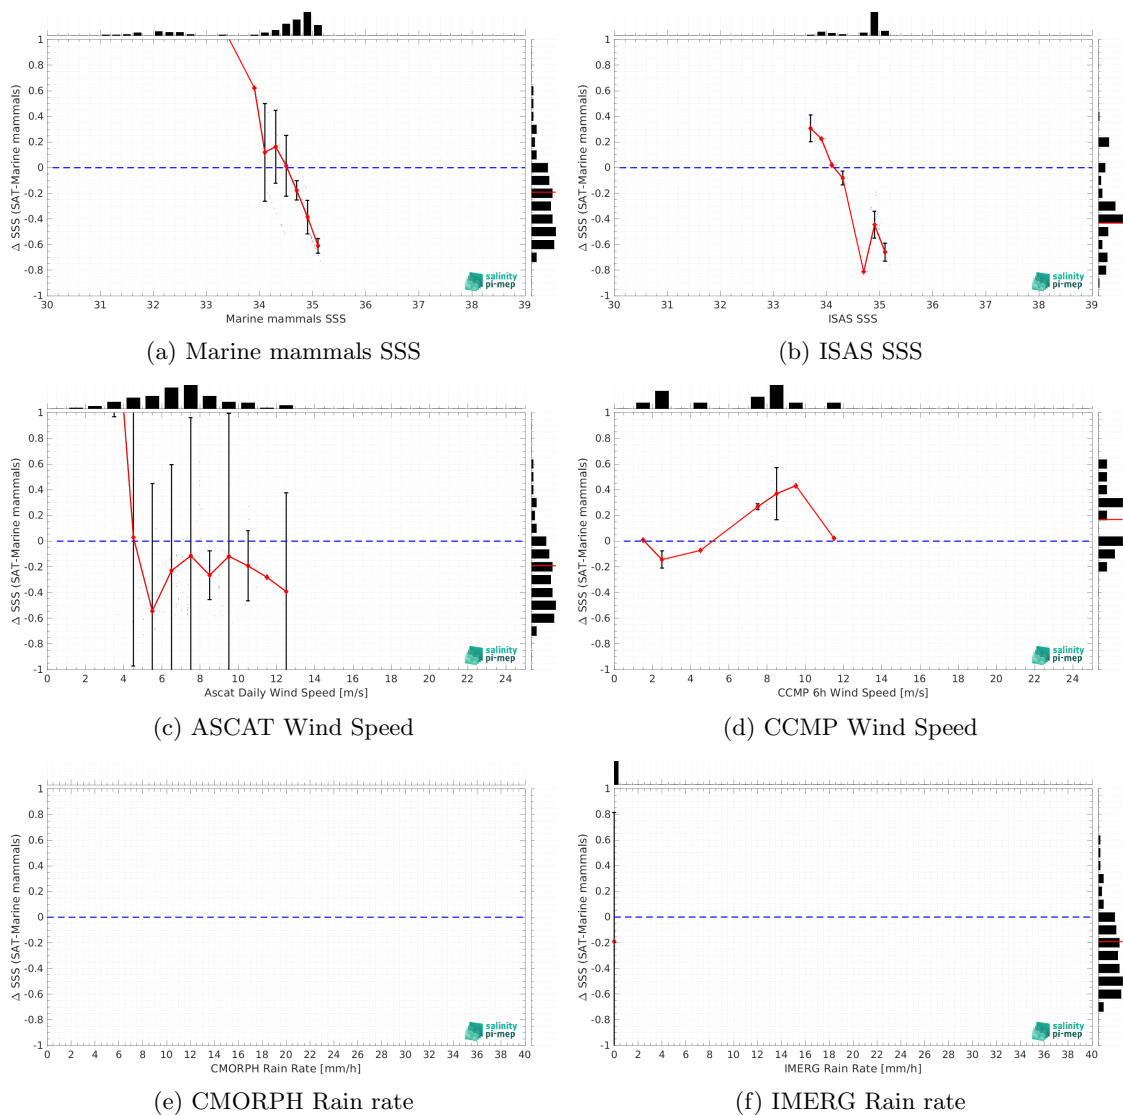 1
0.8
0.6
0.4
0.2
0
-0.2
-0.4
-0.6
-0.8
-1
Δ SSS (SAT-Marine mammals)
30 31 32 33 34 35 36 37 38 39
Marine mammals SSS
salinity
pi-mep
(a) Marine mammals SSS
1
0.8
0.6
0.4
0.2
0
-0.2
-0.4
-0.6
-0.8
-1
Δ SSS (SAT-Marine mammals)
30 31 32 33 34 35 36 37 38 39
ISAS SSS
salinity
pi-mep
(b) ISAS SSS
1
0.8
0.6
0.4
0.2
0
-0.2
-0.4
-0.6
-0.8
-1
Δ SSS (SAT-Marine mammals)
0 2 4 6 8 10 12 14 16 18 20 22 24
Ascat Daily Wind Speed [m/s]
salinity
pi-mep
(c) ASCAT Wind Speed
1
0.8
0.6
0.4
0.2
0
-0.2
-0.4
-0.6
-0.8
-1
Δ SSS (SAT-Marine mammals)
0 2 4 6 8 10 12 14 16 18 20 22 24
CCMP 6h Wind Speed [m/s]
salinity
pi-mep
(d) CCMP Wind Speed
1
0.8
0.6
0.4
0.2
0
-0.2
-0.4
-0.6
-0.8
-1
Δ SSS (SAT-Marine mammals)
0 2 4 6 8 10 12 14 16 18 20 22 24 26 28 30 32 34 36 38 40
CMORPH Rain Rate [mm/h]
salinity
pi-mep
(e) CMORPH Rain rate
1
0.8
0.6
0.4
0.2
0
-0.2
-0.4
-0.6
-0.8
-1
Δ SSS (SAT-Marine mammals)
0 2 4 6 8 10 12 14 16 18 20 22 24 26 28 30 32 34 36 38 40
IMERG Rain Rate [mm/h]
salinity
pi-mep
(f) IMERG Rain rate